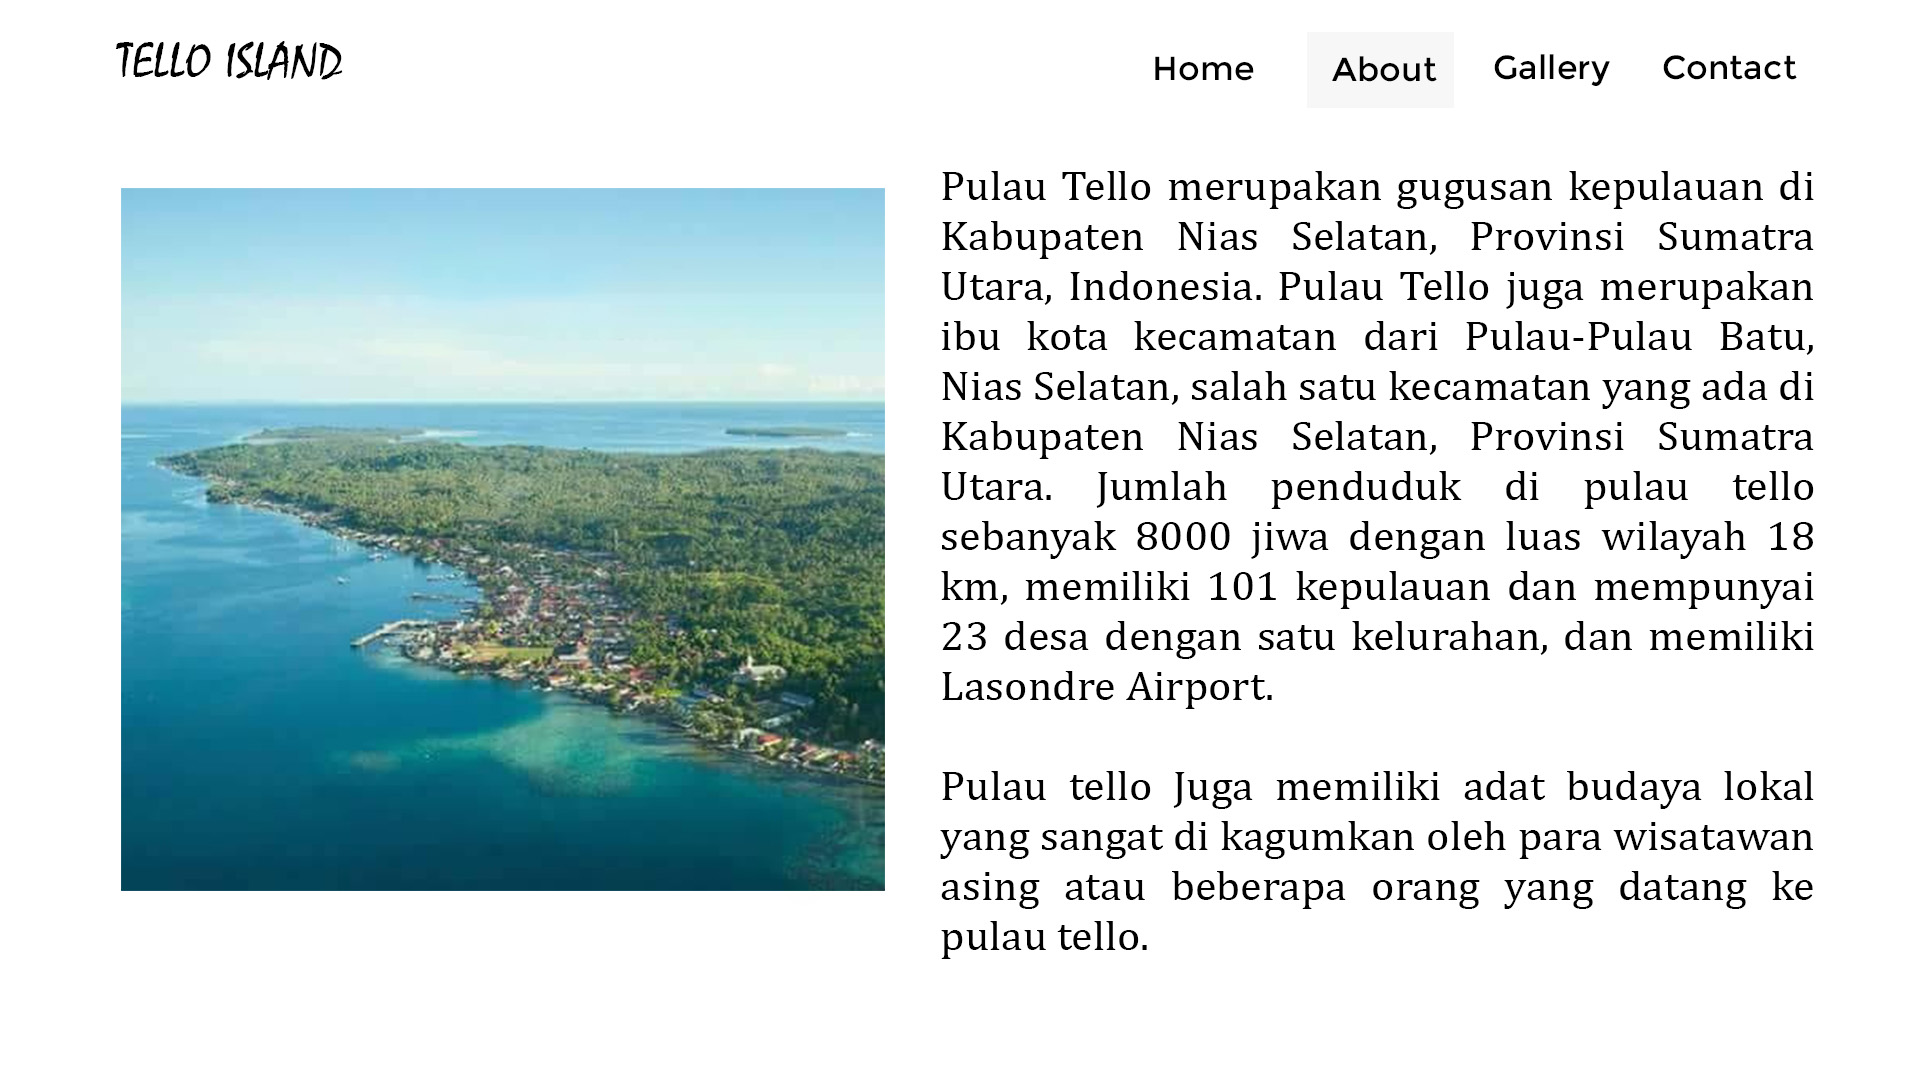 TELLO ISLAND
Home About Gallery Contact
Pulau Tello merupakan gugusan kepulauan di
Kabupaten Nias Selatan, Provinsi Sumatra
Utara, Indonesia. Pulau Tello juga merupakan
ibu kota kecamatan dari Pulau-Pulau Batu,
Nias Selatan, salah satu kecamatan yang ada di
Kabupaten Nias Selatan, Provinsi Sumatra
Utara. Jumlah penduduk di pulau tello
sebanyak 8000 jiwa dengan luas wilayah 18
km, memiliki 101 kepulauan dan mempunyai
23 desa dengan satu kelurahan, dan memiliki
Lasondre Airport.
Pulau tello Juga memiliki adat budaya lokal
yang sangat di kagumkan oleh para wisatawan
asing atau beberapa orang yang datang ke
pulau tello.